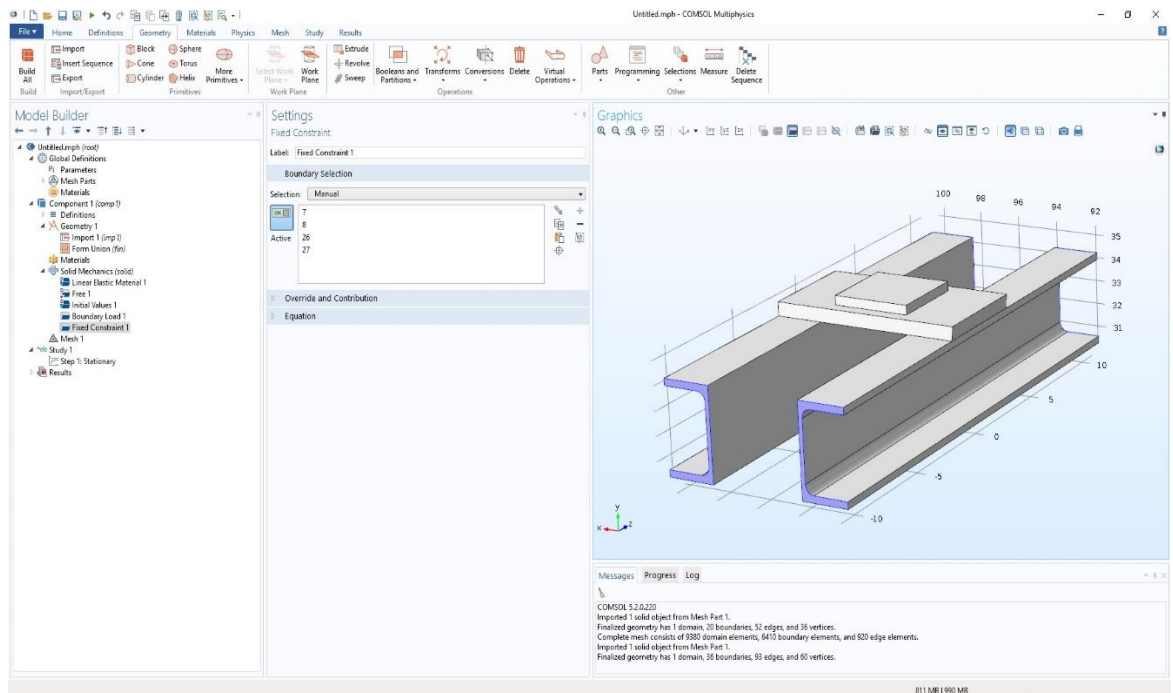 Untitled.mph - COMSOL Multiphysics
File Home Definitions Geometry Materials Physics Mesh Study Results
Build All
Build
Import
Insert Sequence
Export
Import/Export
Block Sphere
Cone Torus
Cylinder Helix
More Primitives
Primitives
Select Work Plane
Work Plane
Work Plane
Extrude
Revolve
Sweep
Booleans and Partitions
Transforms
Conversions
Delete
Virtual Operations
Operations
Parts
Programming
Selections
Measure
Delete Sequence
Other
Model Builder
Untitled.mph (root)
Global Definitions
Pi Parameters
Mesh Parts
Materials
Component 1 (comp1)
Definitions
Geometry 1
Import 1 (imp1)
Form Union (fin)
Materials
Solid Mechanics (solid)
Linear Elastic Material 1
Free 1
Initial Values 1
Boundary Load 1
Fixed Constraint 1
Mesh 1
Study 1
Step 1: Stationary
Results
Settings
Fixed Constraint
Label: Fixed Constraint 1
Boundary Selection
Selection: Manual
7
8
Active 26
27
Override and Contribution
Equation
Graphics
xy yz xz
100 98 96 94 92
35
34
33
32
31
10
5
0
-5
-10
y
x z
Messages Progress Log
COMSOL 5.2.0.220
Imported 1 solid object from Mesh Part 1.
Finalized geometry has 1 domain, 20 boundaries, 52 edges, and 36 vertices.
Complete mesh consists of 9380 domain elements, 6410 boundary elements, and 920 edge elements.
Imported 1 solid object from Mesh Part 1.
Finalized geometry has 1 domain, 36 boundaries, 93 edges, and 60 vertices.
811 MB | 990 MB